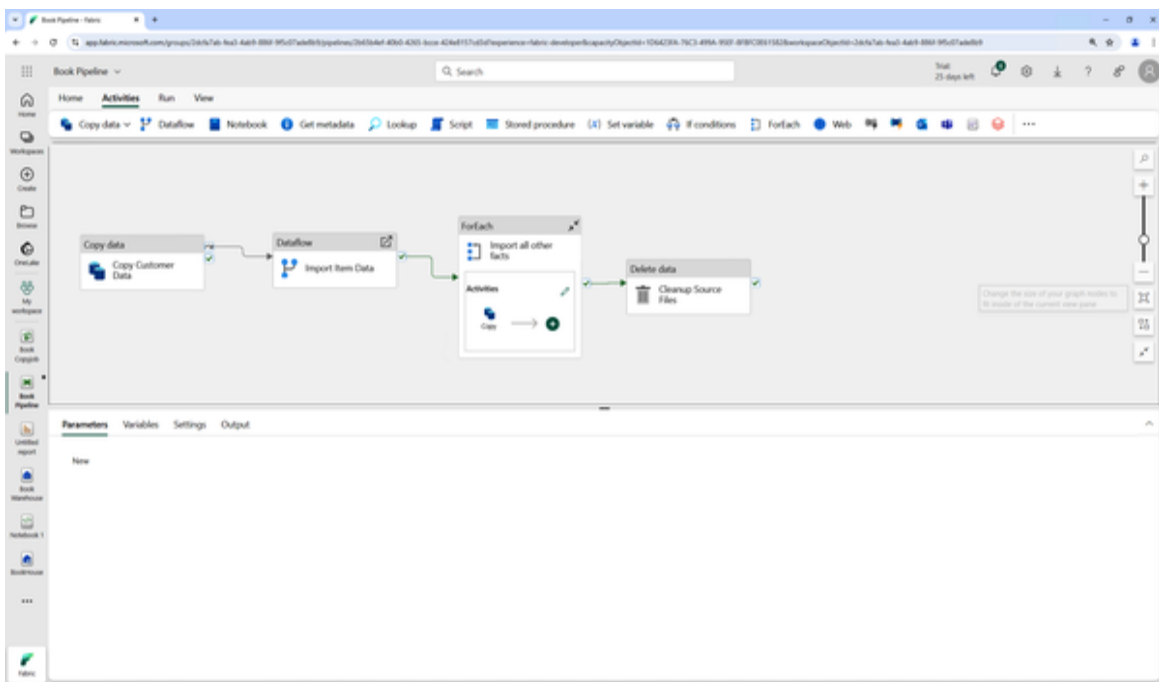 Book Pipeline - Fabric
Book Pipeline
Search
Trial
25 days left
Home Activities Run View
Copy data Dataflow Notebook Get metadata Lookup Script Stored procedure (X) Set variable If conditions ForEach Web
Home
Workspaces
Create
Browse
OneLake
My
workspace
Book
Copyjob
Book
Pipeline
Untitled
report
Book
Warehouse
Notebook 1
BookHouse
Fabric
Copy data
Copy Customer
Data
Dataflow
Import Item Data
ForEach
Import all other
facts
Activities
Copy
Delete data
Cleanup Source
Files
Change the size of your graph nodes to
fit inside of the current view pane
Parameters Variables Settings Output
New